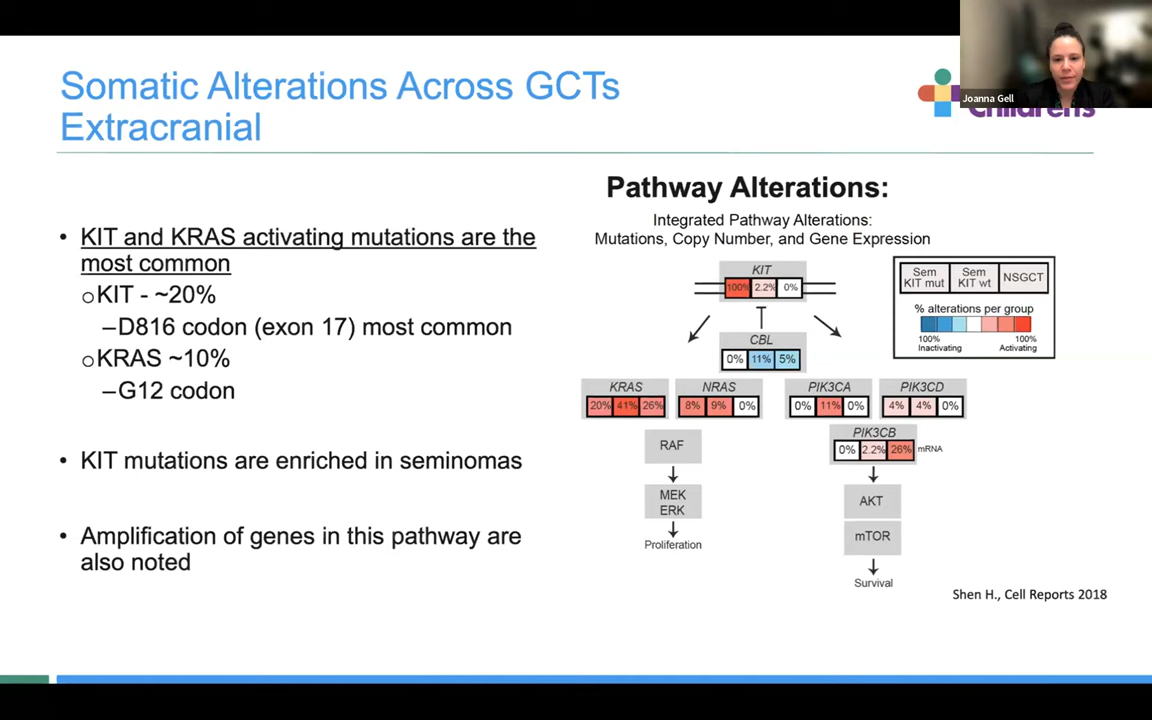 Joanna Gell
Children's
Somatic Alterations Across GCTs
Extracranial
• KIT and KRAS activating mutations are the
most common
oKIT - ~20%
–D816 codon (exon 17) most common
oKRAS ~10%
–G12 codon
• KIT mutations are enriched in seminomas
• Amplification of genes in this pathway are
also noted
Pathway Alterations:
Integrated Pathway Alterations:
Mutations, Copy Number, and Gene Expression
KIT
100% 2.2% 0%
CBL
0% 11% 5%
Sem KIT mut
Sem KIT wt
NSGCT
% alterations per group
100% Inactivating
100% Activating
KRAS
20% 41% 26%
NRAS
8% 9% 0%
PIK3CA
0% 11% 0%
PIK3CD
4% 4% 0%
PIK3CB
0% 2.2% 26% mRNA
RAF
MEK
ERK
Proliferation
AKT
mTOR
Survival
Shen H., Cell Reports 2018